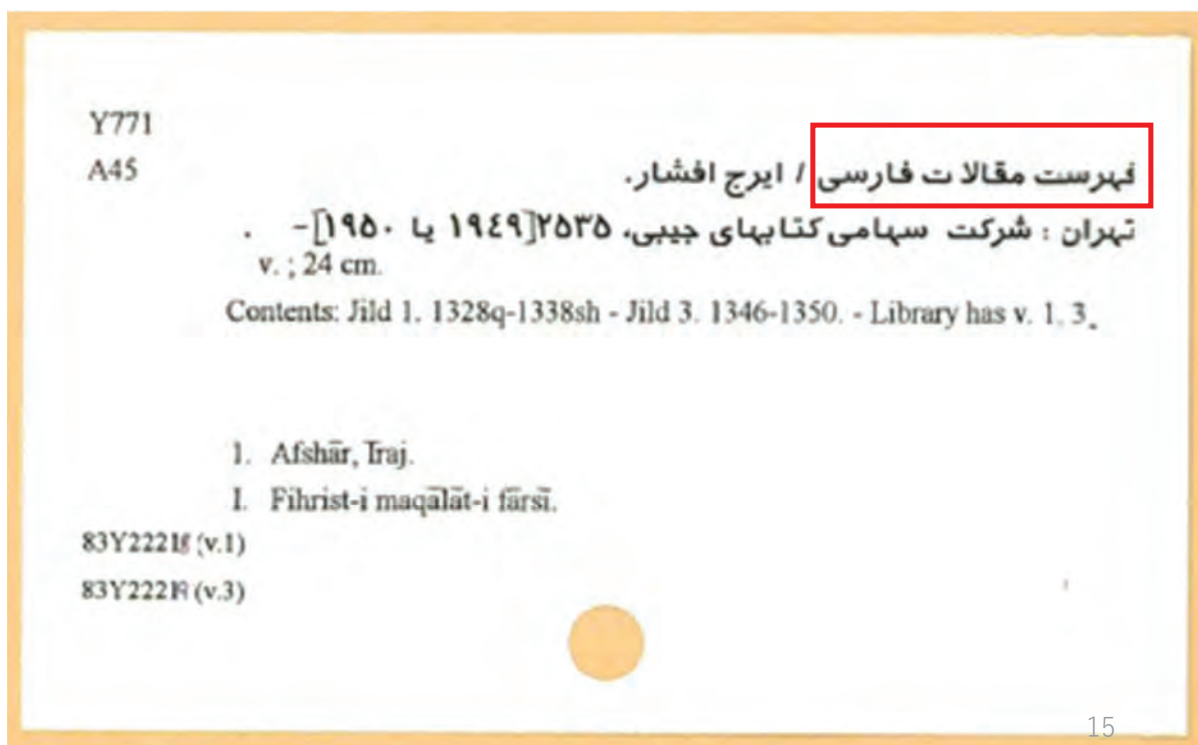 Y771
A45
فهرست مقالات فارسی / ایرج افشار.
تهران : شرکت سهامی کتابهای جیبی، ۲۵۳۵[۱۹٤۹ یا ۱۹۵۰]- .
v. ; 24 cm.
Contents: Jild 1. 1328q-1338sh - Jild 3. 1346-1350. - Library has v. 1. 3.
1. Afshār, Īraj.
I. Fihrist-i maqālāt-i fārsī.
(v.1)
(v.3)
15